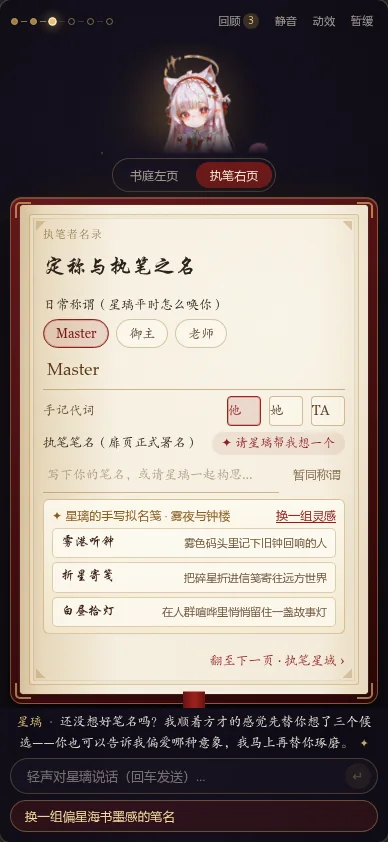 回顾 3 静音 动效 暂缓
书庭左页 执笔右页
执笔者名录
定称与执笔之名
日常称谓（星璃平时怎么唤你）
Master 御主 老师
Master
手记代词 他 她 TA
执笔笔名（扉页正式署名） ✦ 请星璃帮我想一个
写下你的笔名，或请星璃一起构思… 暂同称谓
✦ 星璃的手写拟名笺 · 雾夜与钟楼 换一组灵感
雾港听钟 雾色码头里记下旧钟回响的人
折星寄笺 把碎星折进信笺寄往远方世界
白昼拾灯 在人群喧哗里悄悄留住一盏故事灯
翻至下一页 · 执笔星城 ›
星璃 · 还没想好笔名吗？我顺着方才的感觉先替你想了三个候
选——你也可以告诉我偏爱哪种意象，我马上再替你琢磨。 ✦
轻声对星璃说话（回车发送）… ↵
换一组偏星海书墨感的笔名